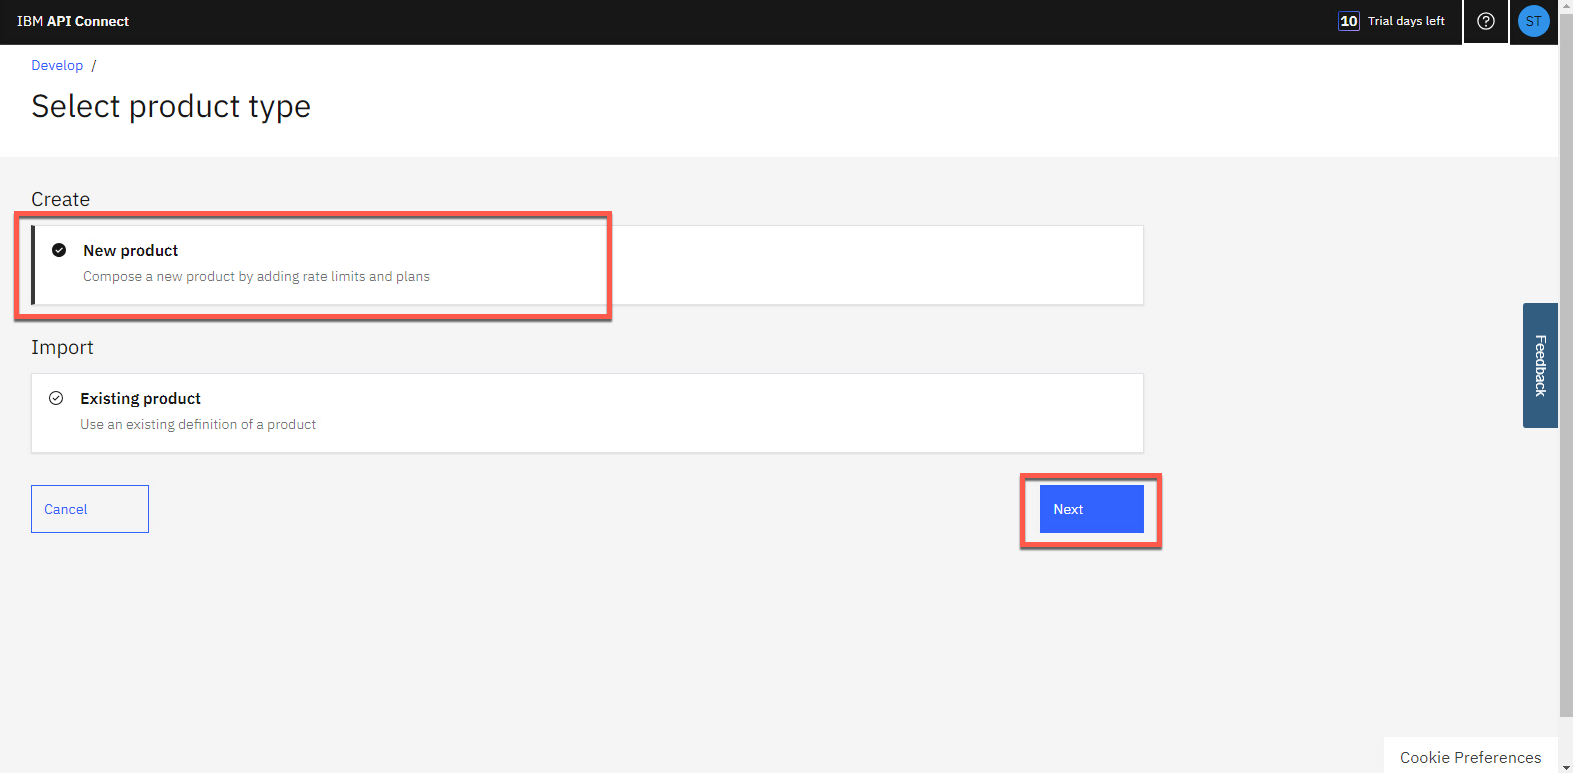 IBM API Connect
10 Trial days left
ST
Develop /
Select product type
Create
New product
Compose a new product by adding rate limits and plans
Import
Existing product
Use an existing definition of a product
Feedback
Cancel
Next
Cookie Preferences